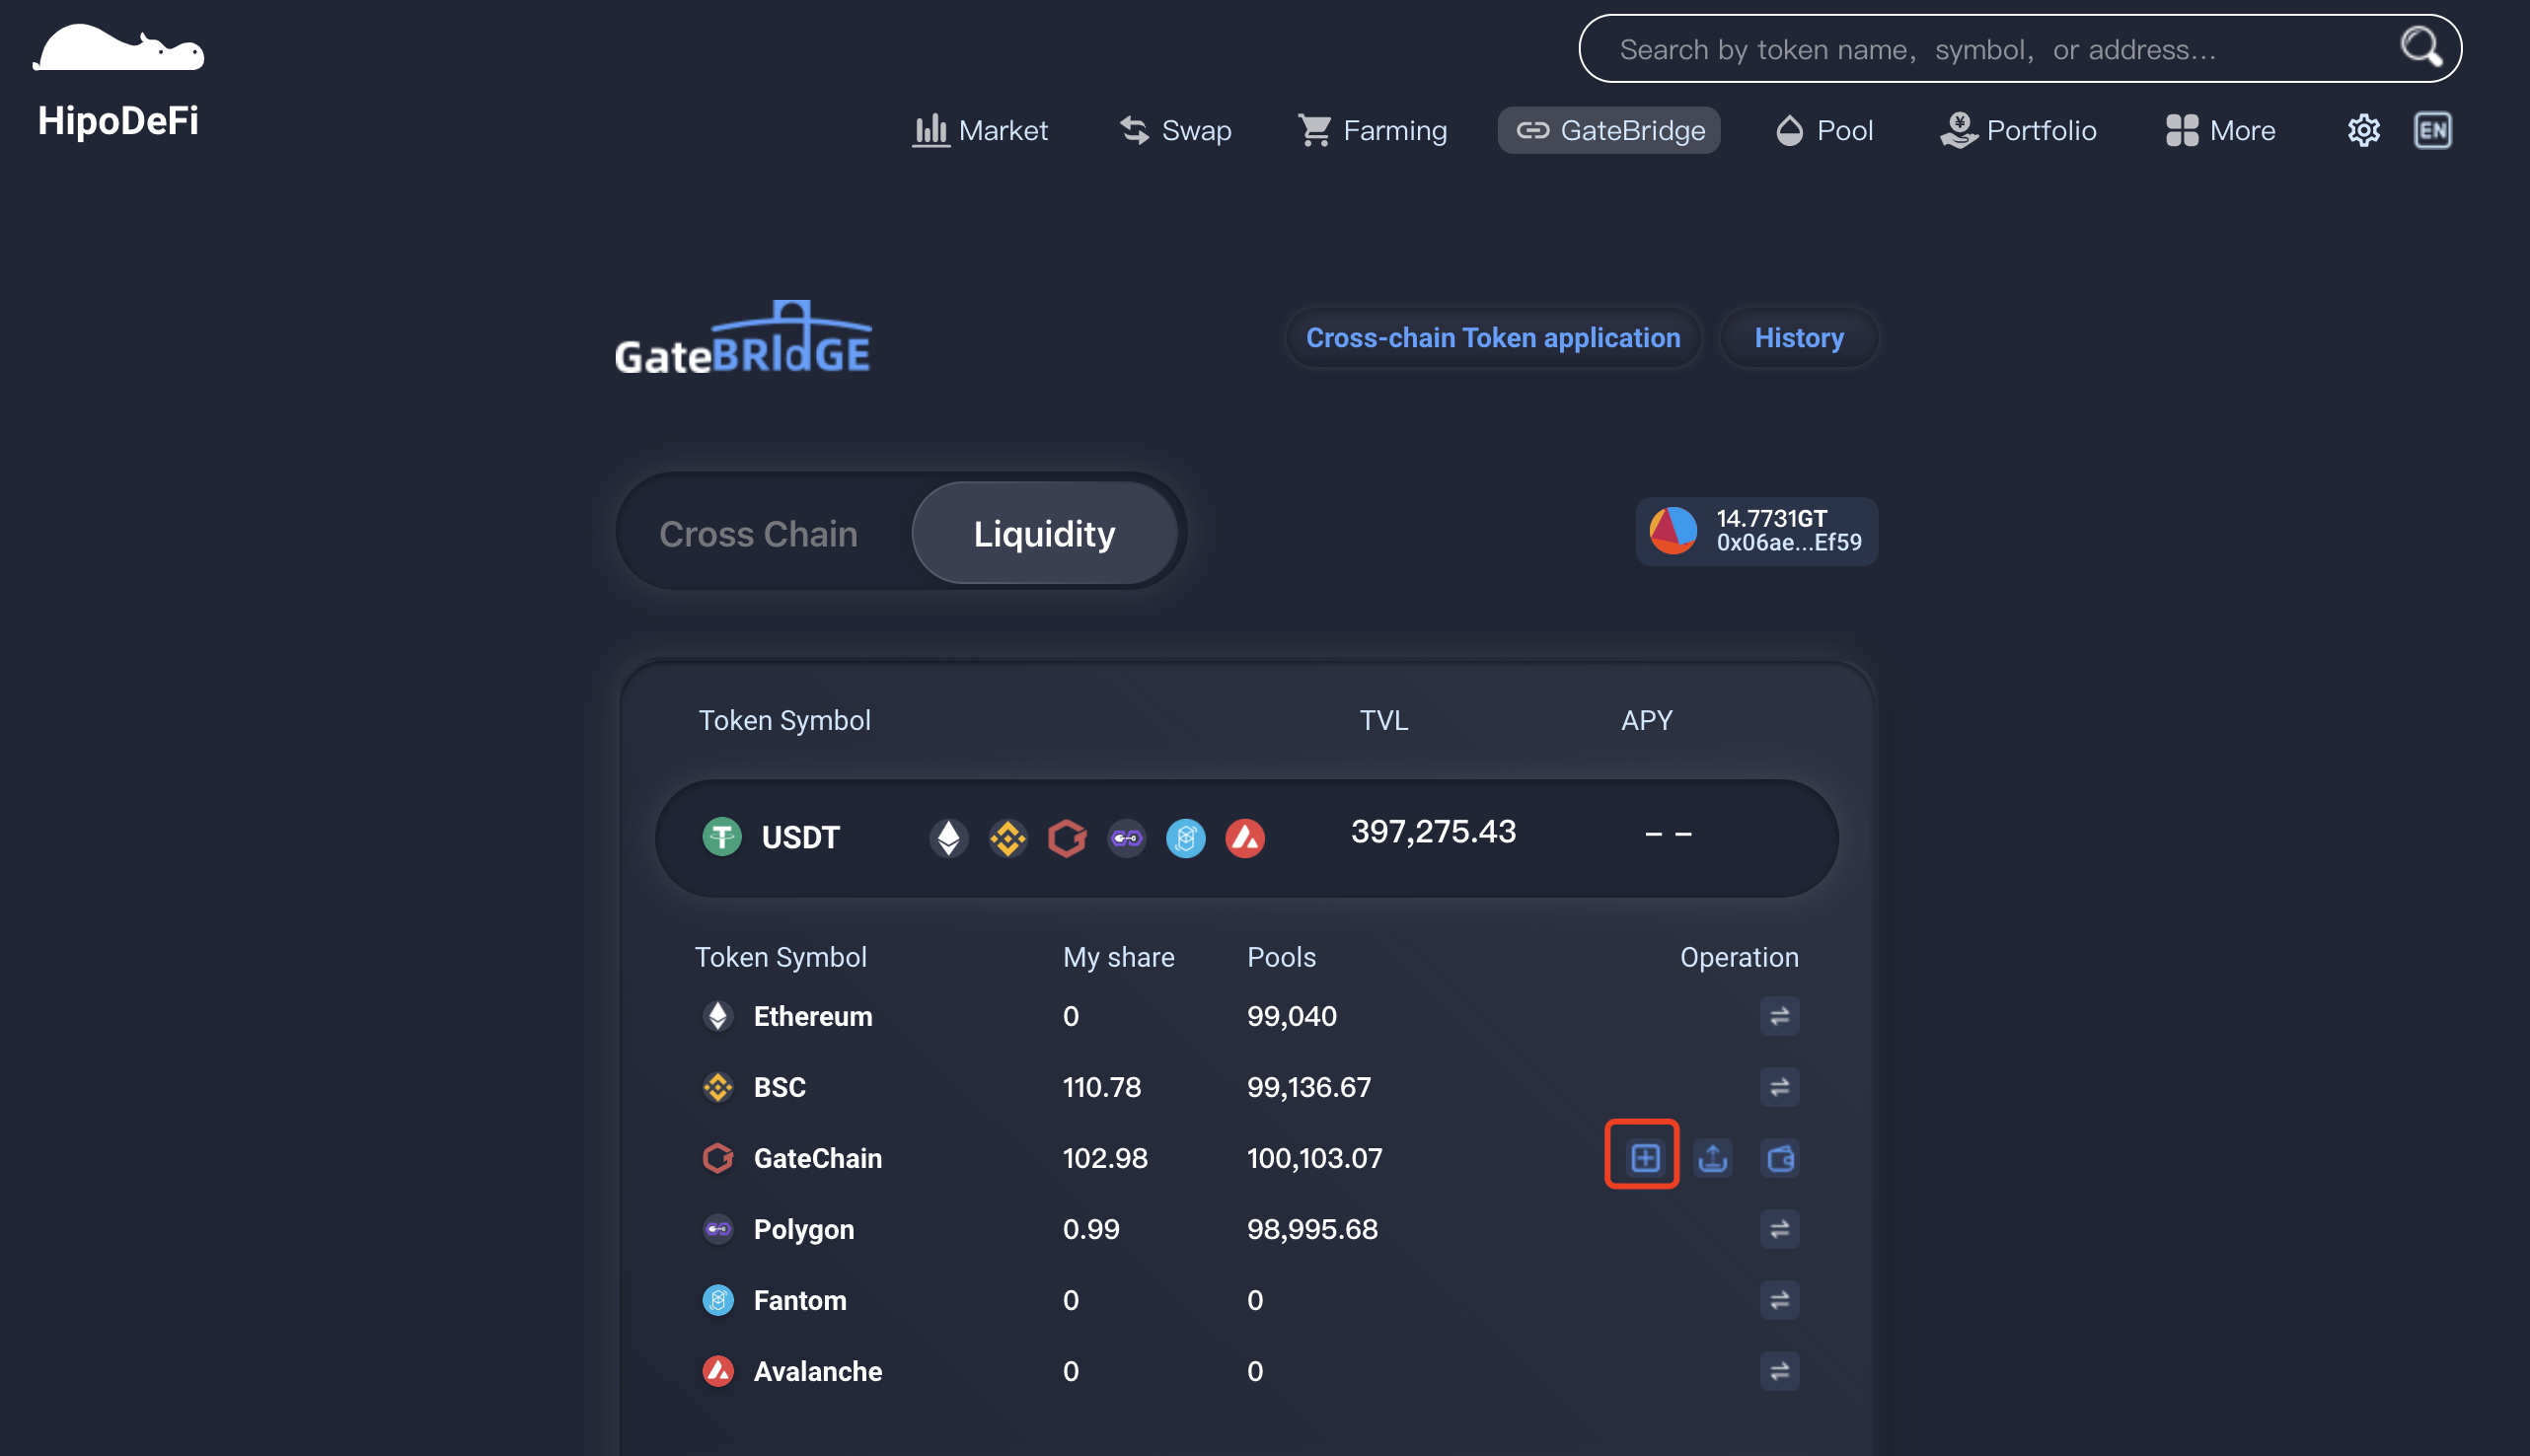 Search by token name, symbol, or address...
HipoDeFi
Market Swap Farming GateBridge Pool Portfolio More EN
GateBRIdGE
Cross-chain Token application History
Cross Chain Liquidity
14.7731GT
0x06ae...Ef59
Token Symbol TVL APY
USDT 397,275.43 – –
Token Symbol My share Pools Operation
Ethereum 0 99,040
BSC 110.78 99,136.67
GateChain 102.98 100,103.07
Polygon 0.99 98,995.68
Fantom 0 0
Avalanche 0 0